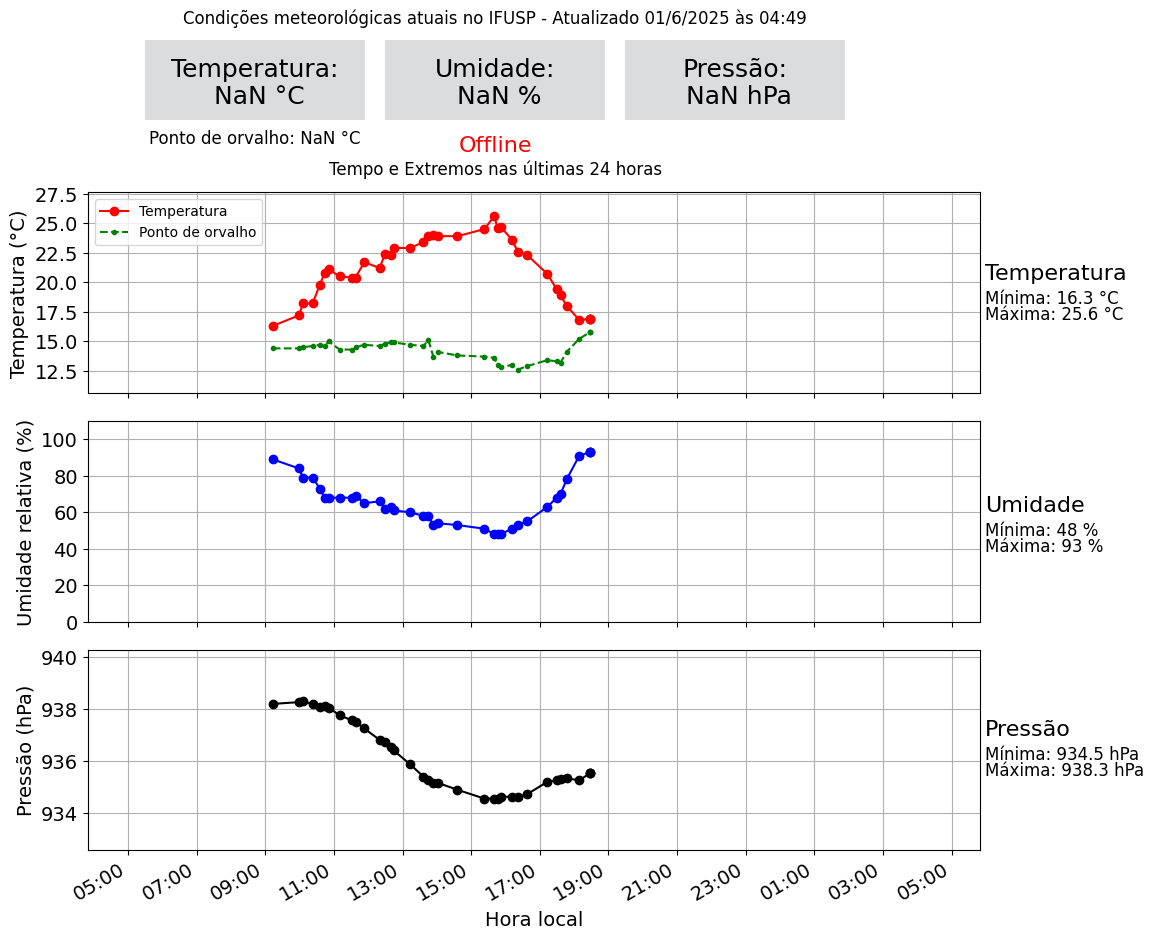 Condições meteorológicas atuais no IFUSP - Atualizado 01/6/2025 às 04:49
Temperatura:
NaN °C
Umidade:
NaN %
Pressão:
NaN hPa
Ponto de orvalho: NaN °C
Offline
Tempo e Extremos nas últimas 24 horas
Temperatura (°C)
27.5
25.0
22.5
20.0
17.5
15.0
12.5
Temperatura
Ponto de orvalho
Temperatura
Mínima: 16.3 °C
Máxima: 25.6 °C
Umidade relativa (%)
100
80
60
40
20
0
Umidade
Mínima: 48 %
Máxima: 93 %
Pressão (hPa)
940
938
936
934
Pressão
Mínima: 934.5 hPa
Máxima: 938.3 hPa
05:00 07:00 09:00 11:00 13:00 15:00 17:00 19:00 21:00 23:00 01:00 03:00 05:00
Hora local